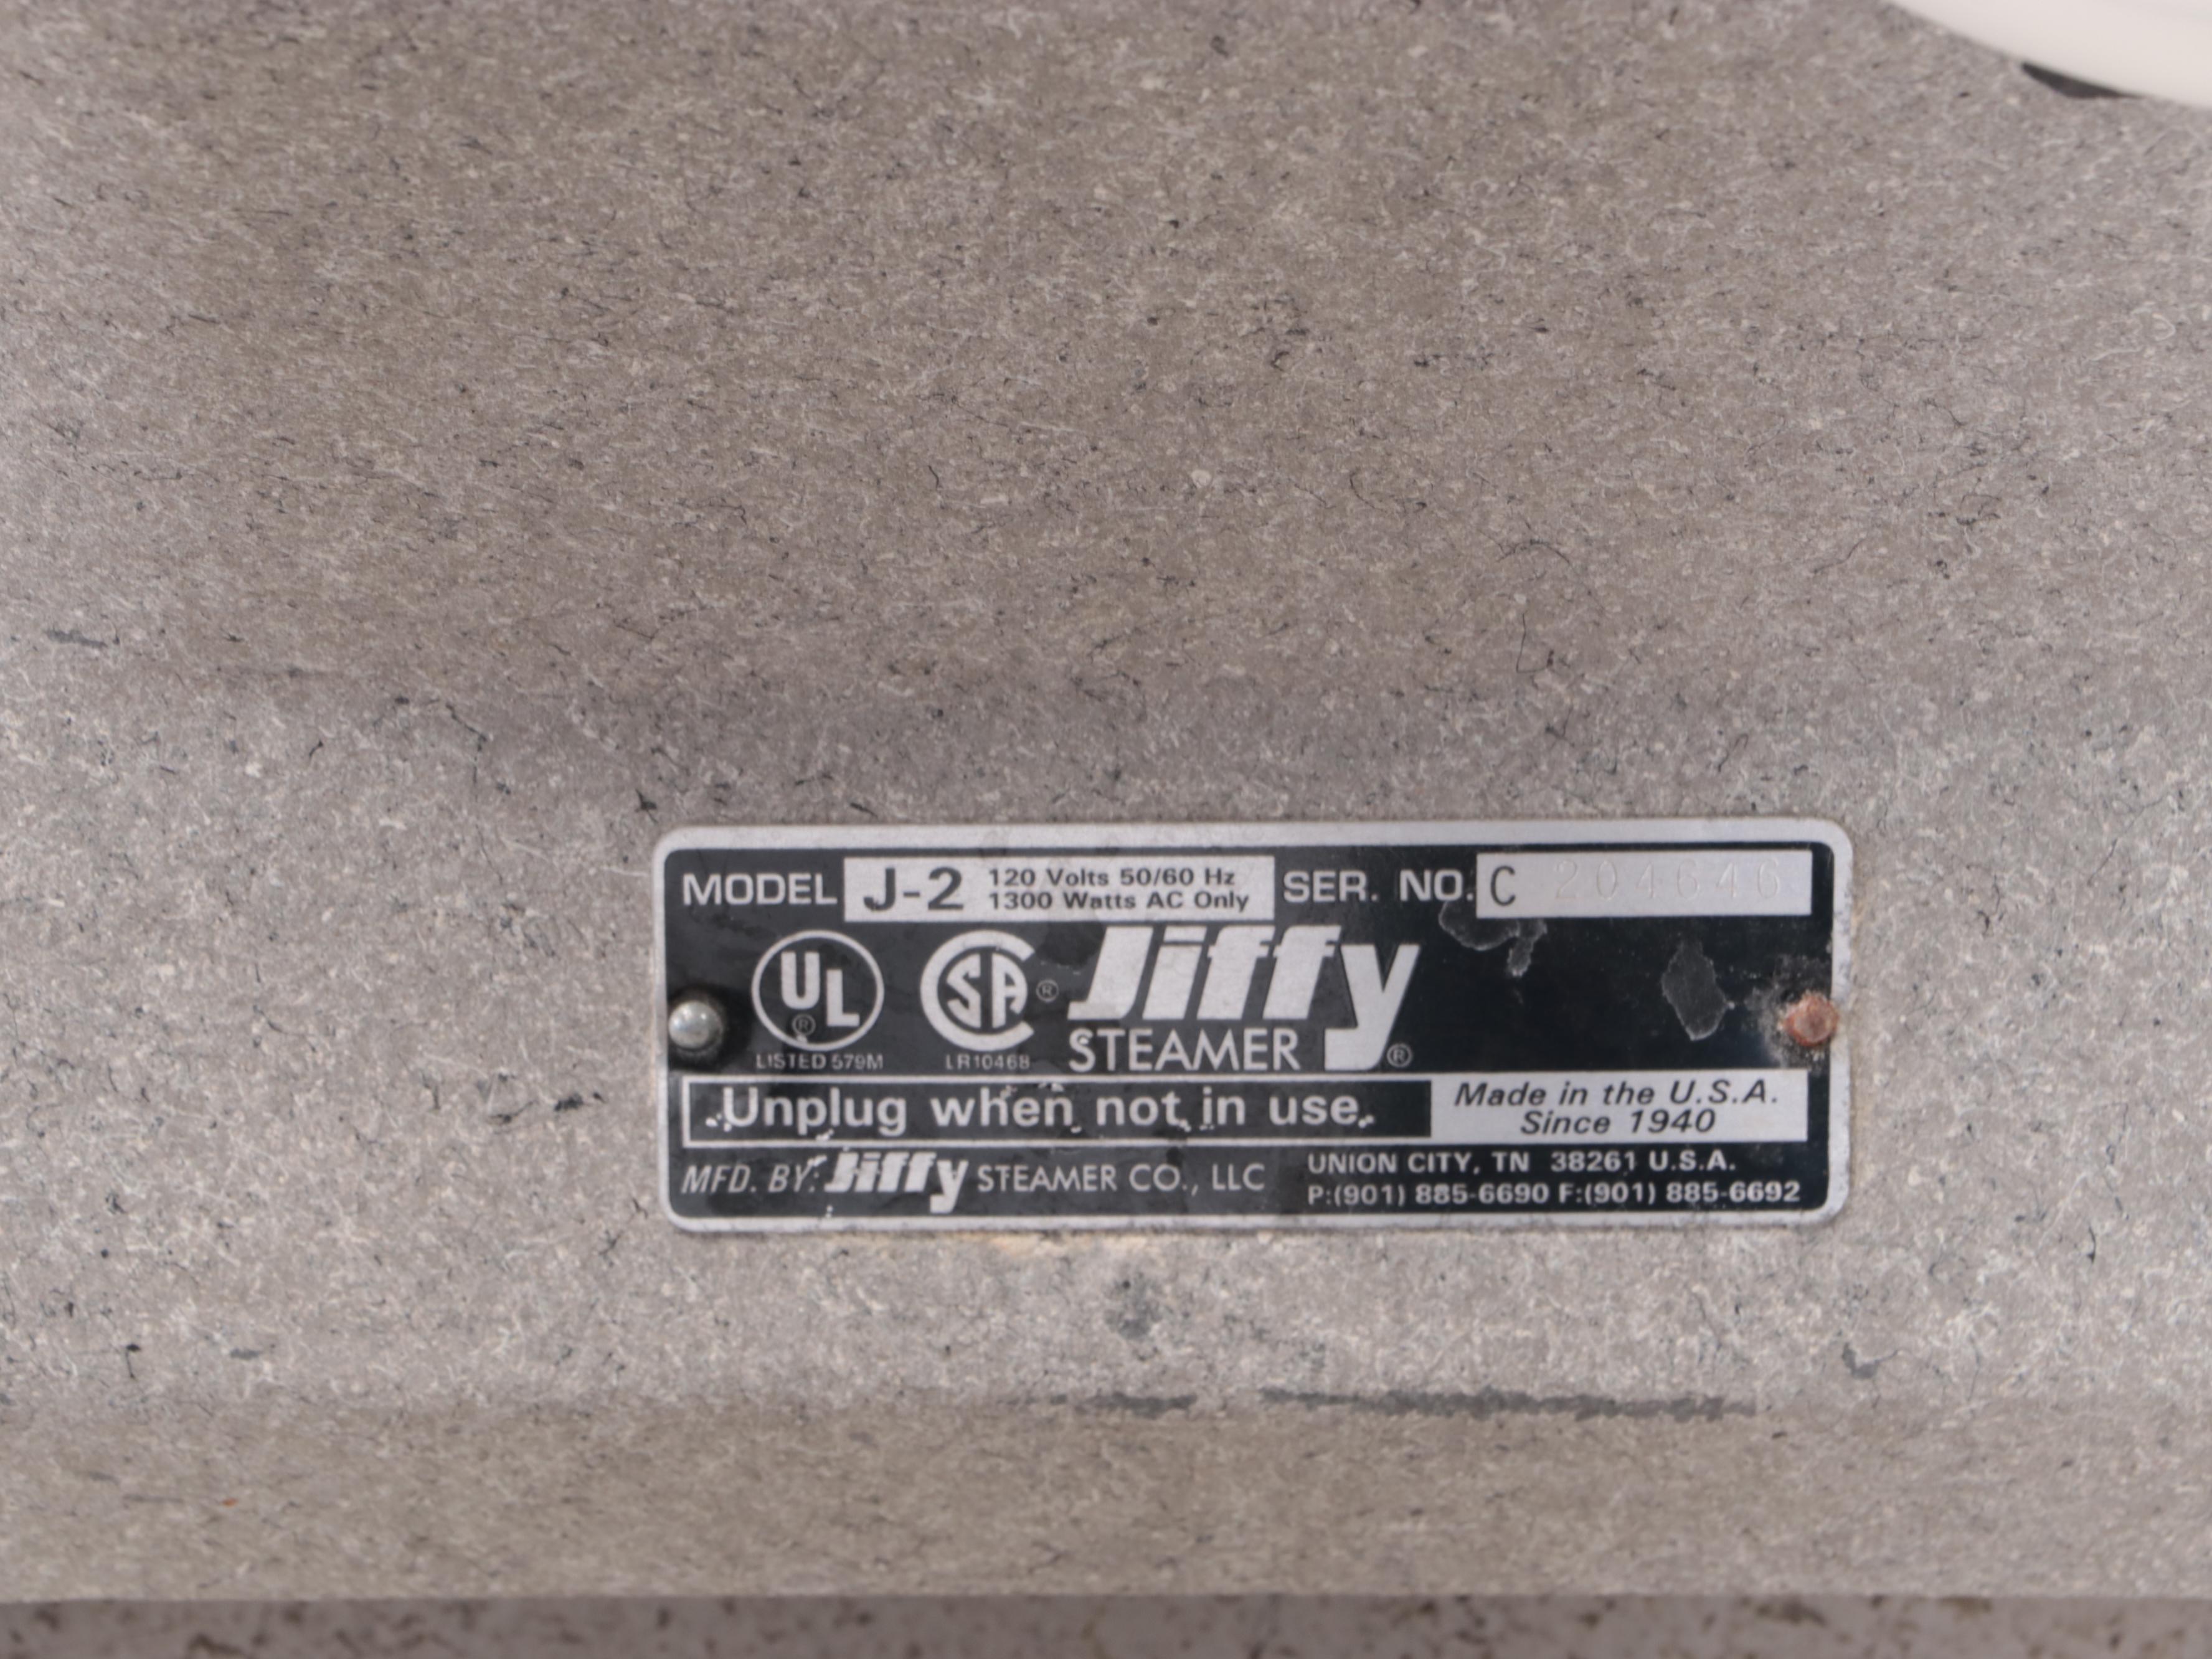 MODEL J-2 120 Volts 50/60 Hz SER. NO. C 204646
1300 Watts AC Only
UL ® SA ® Jiffy
STEAMER ®
LISTED 579M LR10468
Unplug when not in use.
Made in the U.S.A.
Since 1940
MFD. BY: Jiffy STEAMER CO., LLC
UNION CITY, TN 38261 U.S.A.
P:(901) 885-6690 F:(901) 885-6692